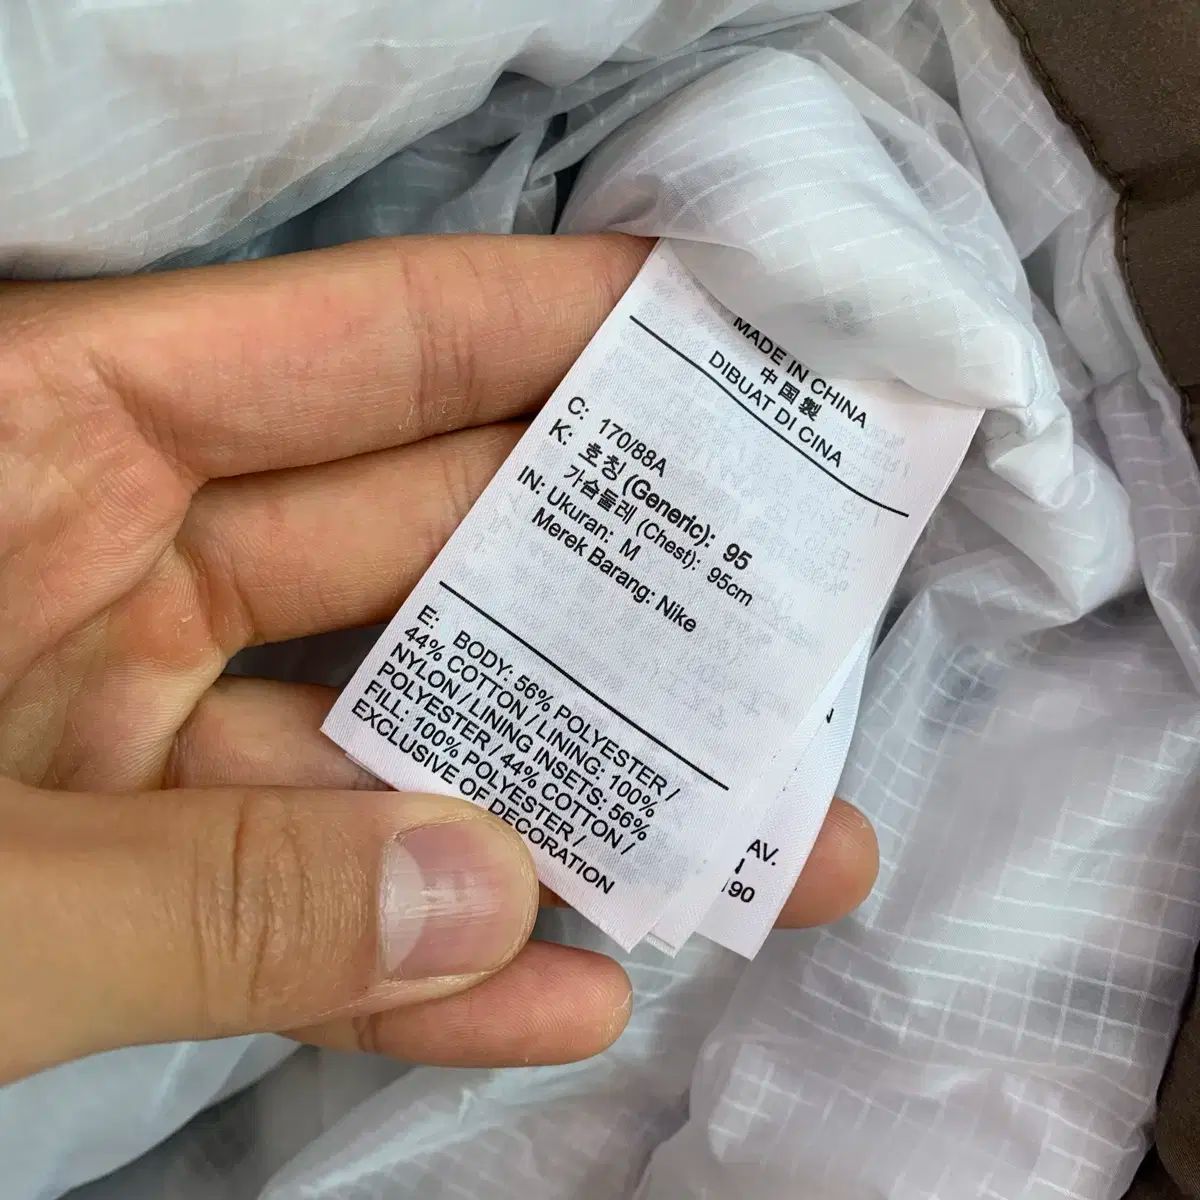 MADE IN CHINA
中国製
DIBUAT DI CINA
C: 170/88A
K: 호칭 (Generic): 95
가슴둘레 (Chest): 95cm
IN: Ukuran: M
Merek Barang: Nike
E: BODY: 56% POLYESTER /
44% COTTON / LINING: 100%
NYLON / LINING INSETS: 56%
POLYESTER / 44% COTTON /
FILL: 100% POLYESTER /
EXCLUSIVE OF DECORATION
AV.
190